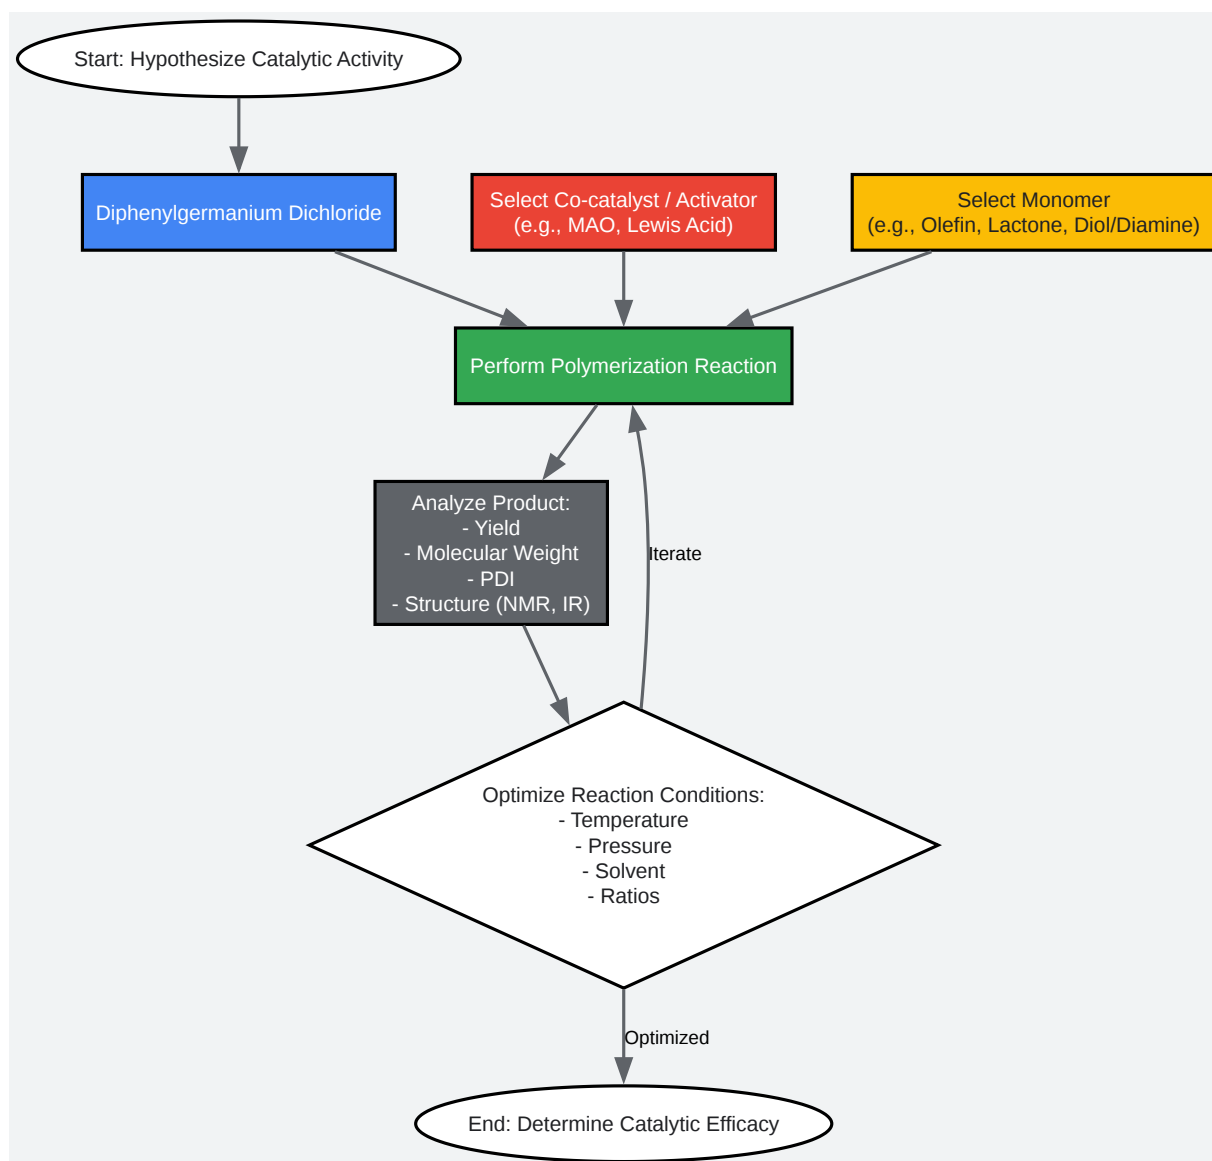 Start: Hypothesize Catalytic Activity
Diphenylgermanium Dichloride
Select Co-catalyst / Activator
(e.g., MAO, Lewis Acid)
Select Monomer
(e.g., Olefin, Lactone, Diol/Diamine)
Perform Polymerization Reaction
Analyze Product:
- Yield
- Molecular Weight
- PDI
- Structure (NMR, IR)
Iterate
Optimize Reaction Conditions:
- Temperature
- Pressure
- Solvent
- Ratios
Optimized
End: Determine Catalytic Efficacy